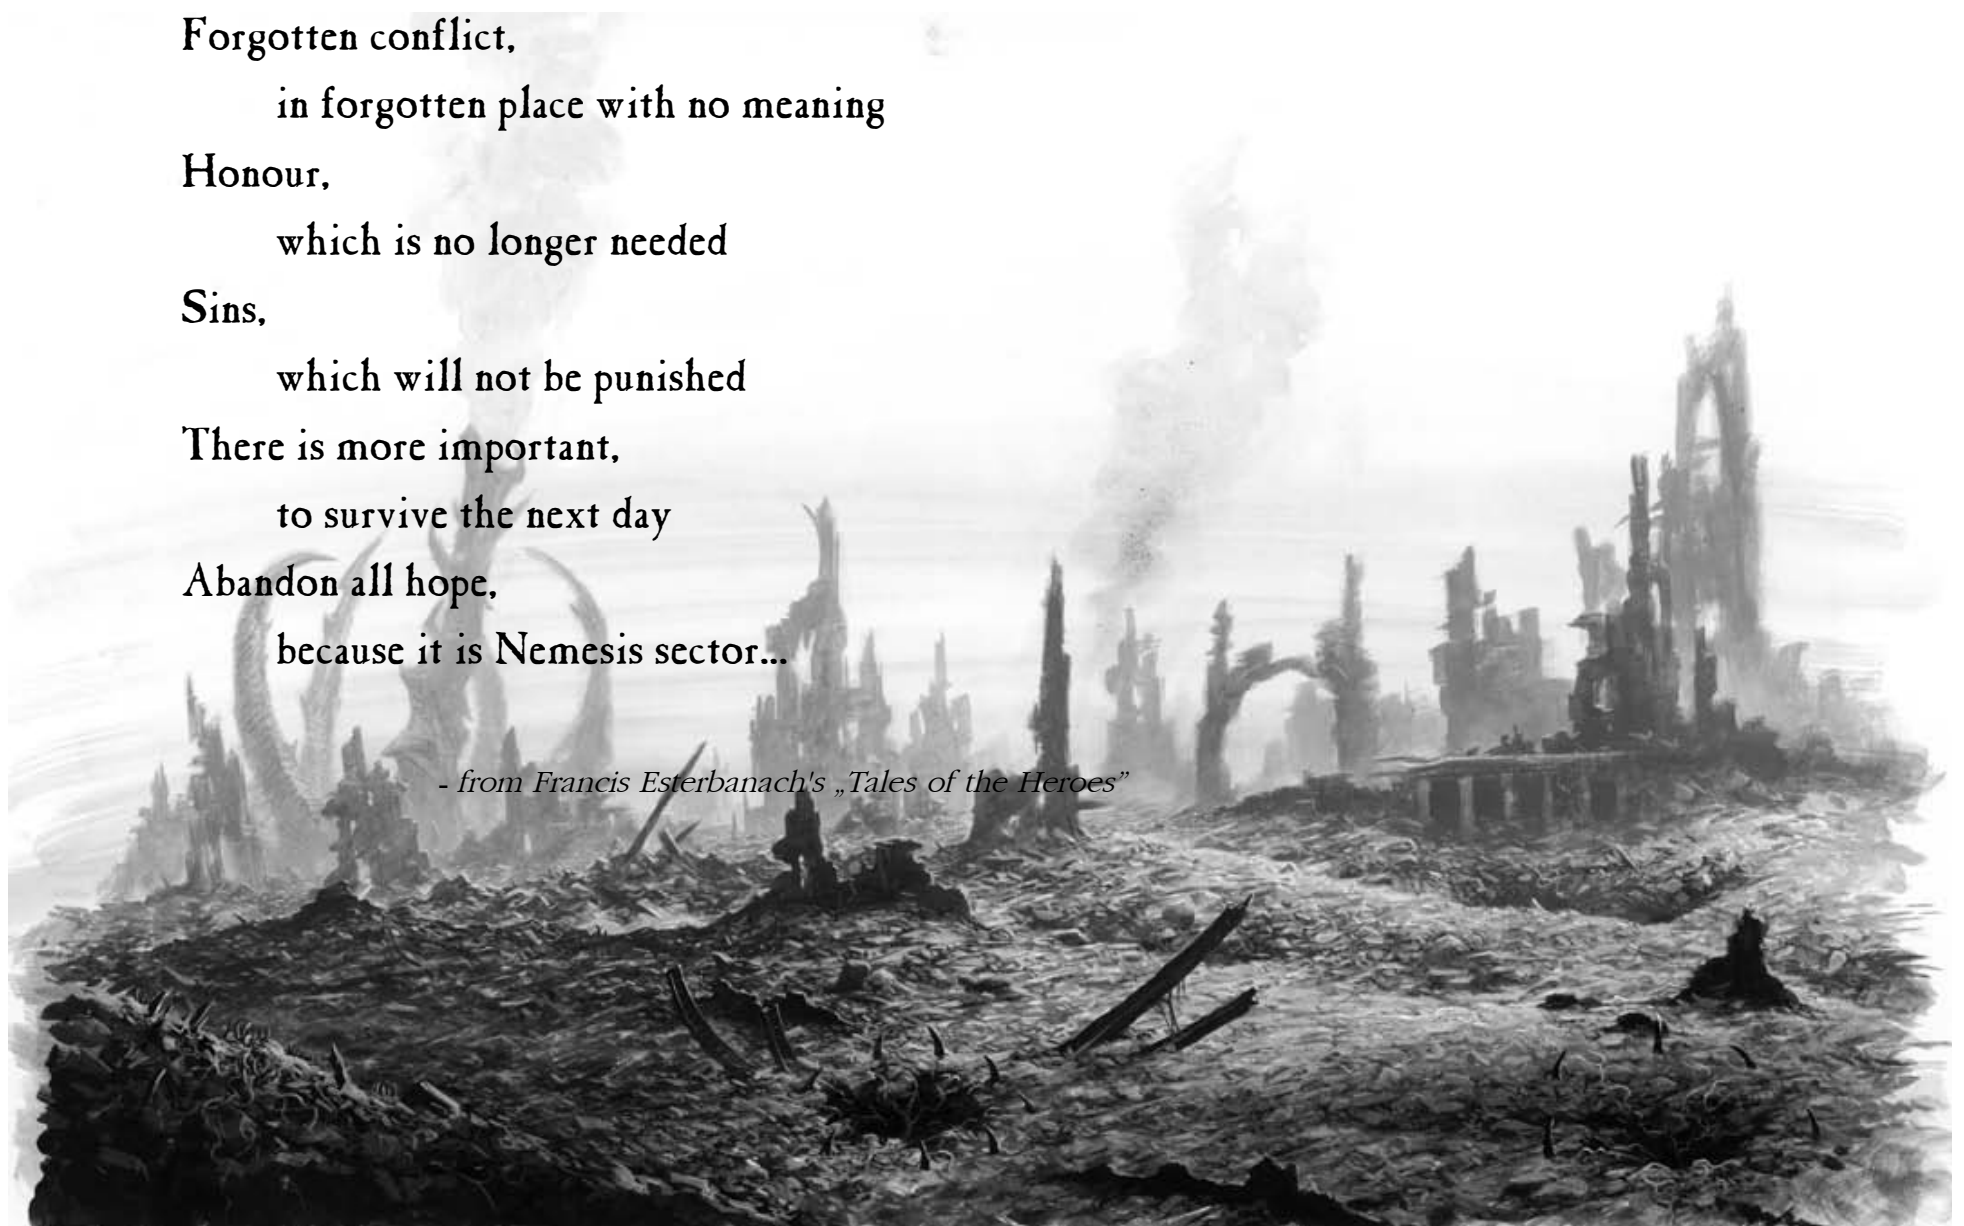 Forgotten conflict,
in forgotten place with no meaning
Honour,
which is no longer needed
Sins,
which will not be punished
There is more important,
to survive the next day
Abandon all hope,
because it is Nemesis sector...
- from Francis Esterbanach's „Tales of the Heroes”